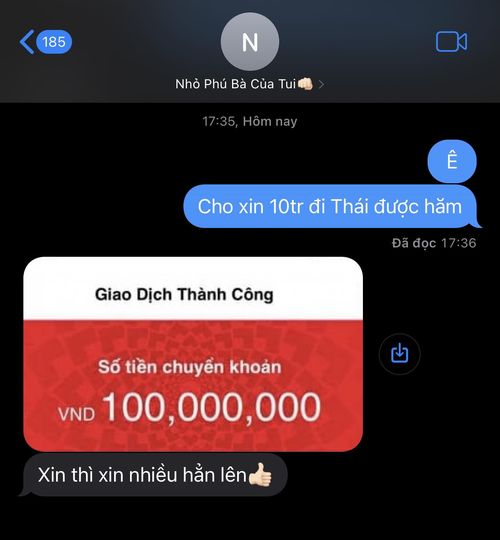 185
N
Nhỏ Phú Bà Của Tui👊🏻
17:35, Hôm nay
Ê
Cho xin 10tr đi Thái được hăm
Đã đọc 17:36
Giao Dịch Thành Công
Số tiền chuyển khoản
VND 100,000,000
Xin thì xin nhiều hẳn lên👍🏻